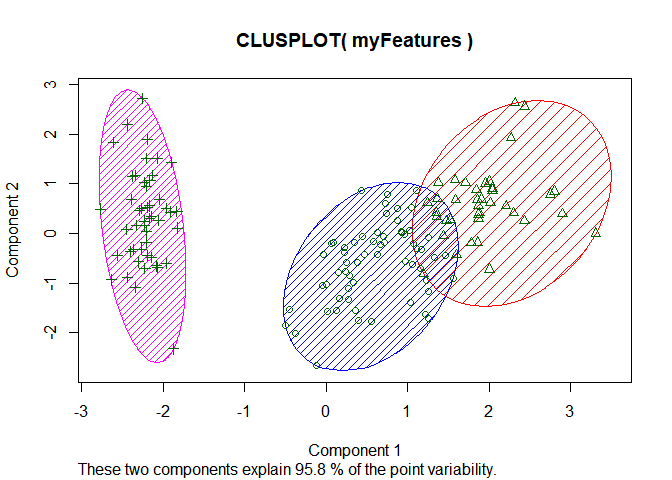 CLUSPLOT( myFeatures )
Component 2
3
2
1
0
-1
-2
-3 -2 -1 0 1 2 3
Component 1
These two components explain 95.8 % of the point variability.